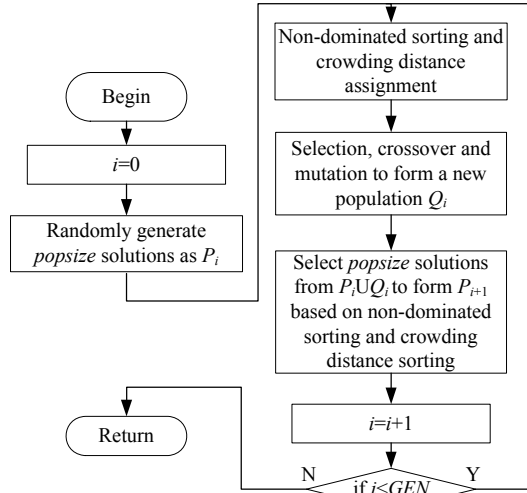 Begin
i=0
Randomly generate
popsize solutions as Pi
Non-dominated sorting and
crowding distance
assignment
Selection, crossover and
mutation to form a new
population Qi
Select popsize solutions
from PiUQi to form Pi+1
based on non-dominated
sorting and crowding
distance sorting
i=i+1
Return
N
if i<GEN
Y